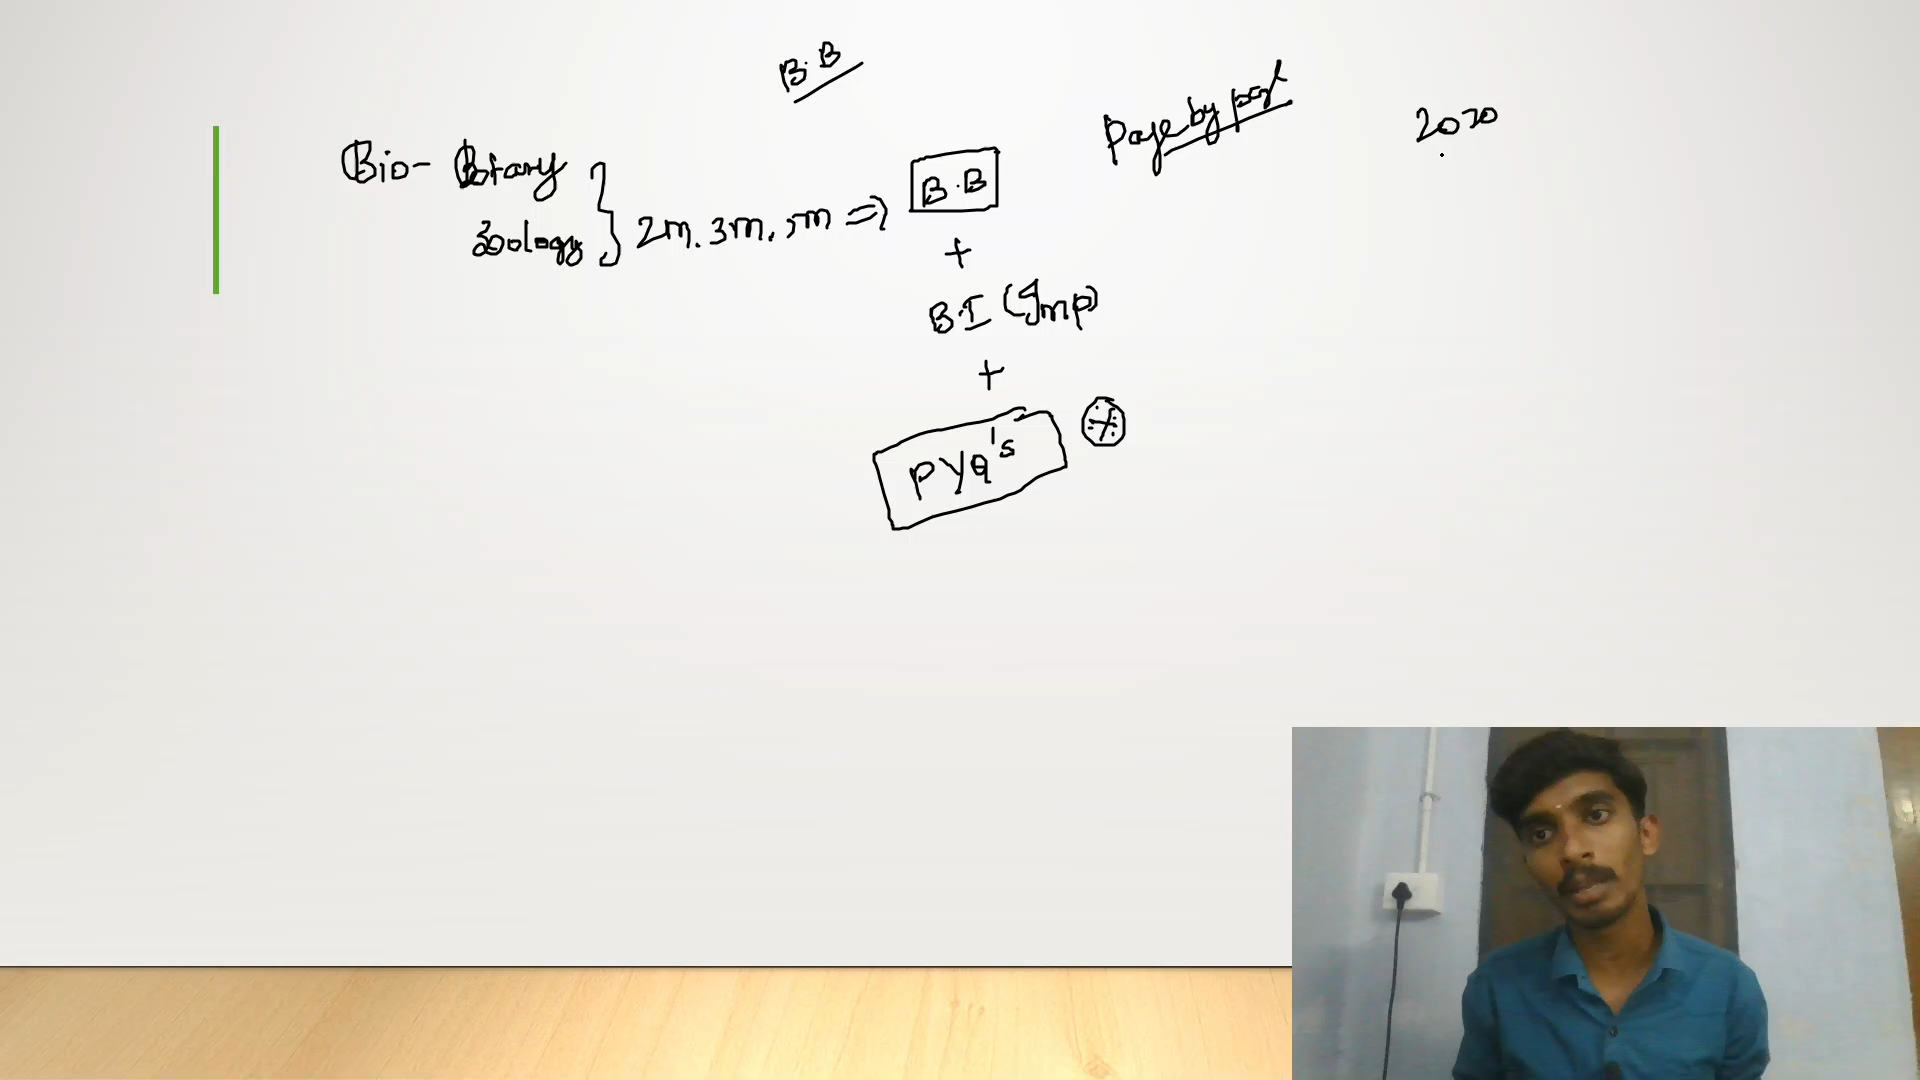 B.B
Page by page
2020
Bio- Botany
Zoology
2m. 3m. 5m ⇒
B.B
+
B.I (Imp)
+
PYQ's